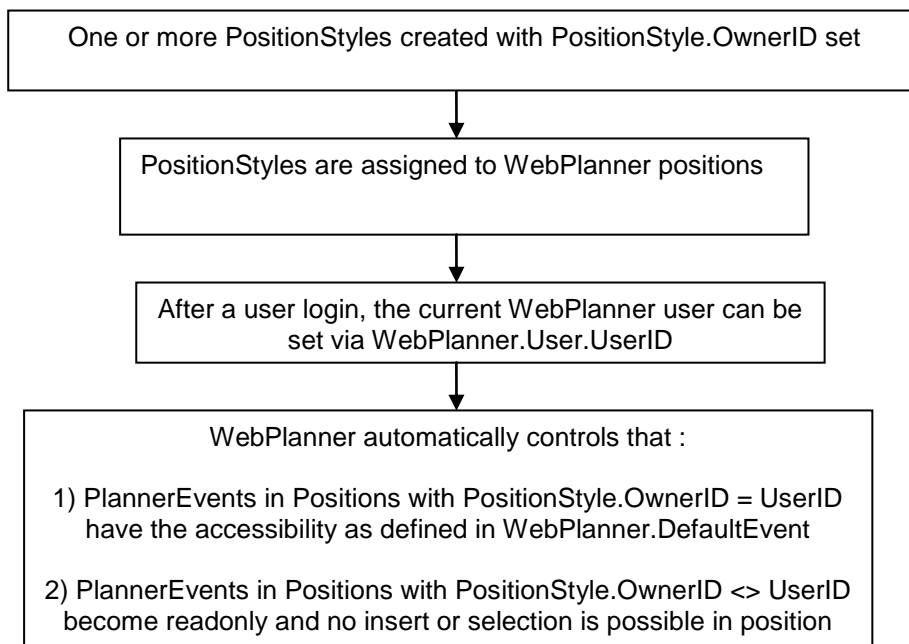 One or more PositionStyles created with PositionStyle.OwnerID set
PositionStyles are assigned to WebPlanner positions
After a user login, the current WebPlanner user can be
set via WebPlanner.User.UserID
WebPlanner automatically controls that :
1) PlannerEvents in Positions with PositionStyle.OwnerID = UserID
have the accessibility as defined in WebPlanner.DefaultEvent
2) PlannerEvents in Positions with PositionStyle.OwnerID <> UserID
become readonly and no insert or selection is possible in position